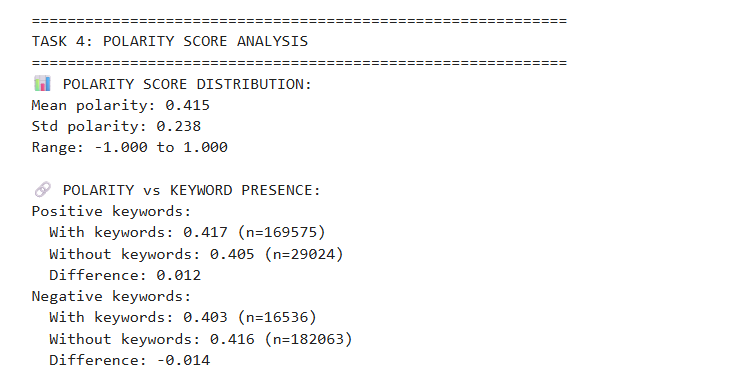 ============================================================
TASK 4: POLARITY SCORE ANALYSIS
============================================================
📊 POLARITY SCORE DISTRIBUTION:
Mean polarity: 0.415
Std polarity: 0.238
Range: -1.000 to 1.000

🔗 POLARITY vs KEYWORD PRESENCE:
Positive keywords:
  With keywords: 0.417 (n=169575)
  Without keywords: 0.405 (n=29024)
  Difference: 0.012
Negative keywords:
  With keywords: 0.403 (n=16536)
  Without keywords: 0.416 (n=182063)
  Difference: -0.014